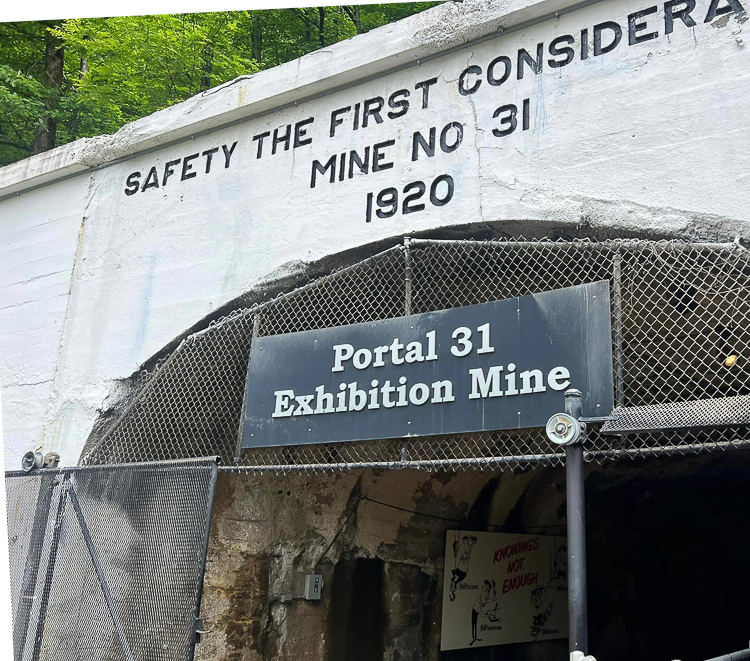 SAFETY THE FIRST CONSIDERA
MINE NO 31
1920
Portal 31
Exhibition Mine
KNOWING'S
NOT
ENOUGH